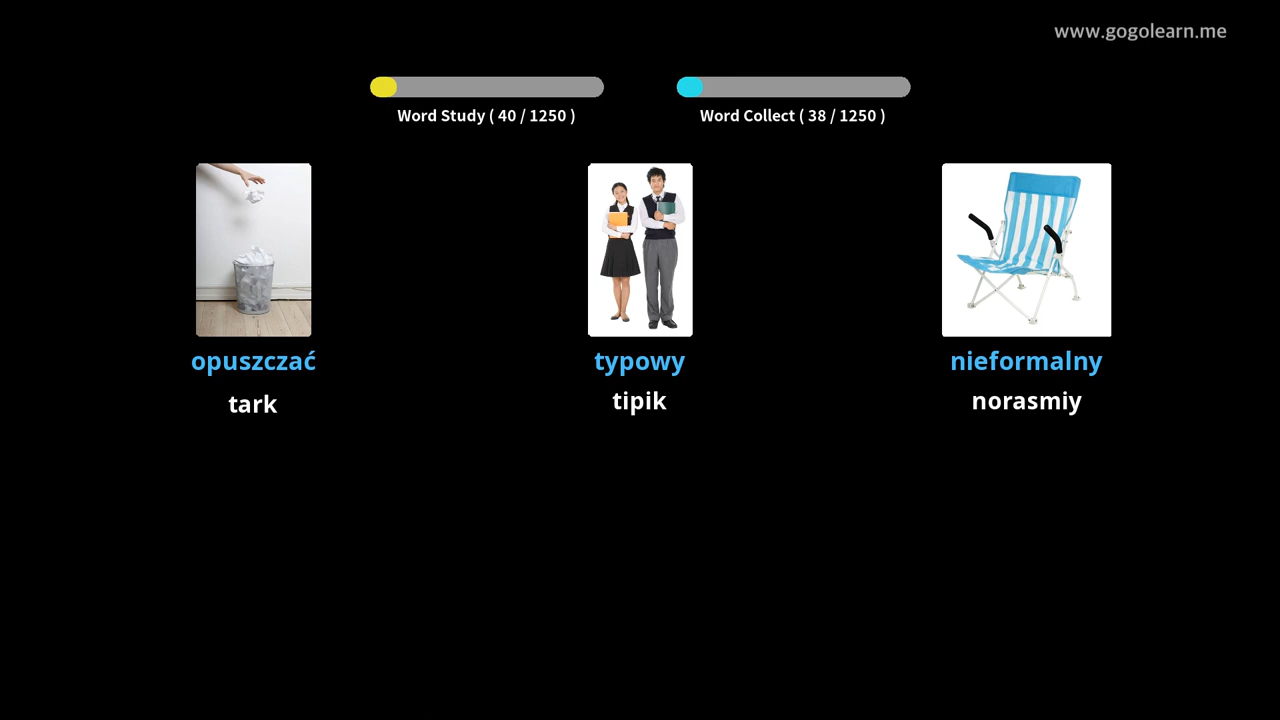 www.gogolearn.me
Word Study ( 40 / 1250 )
Word Collect ( 38 / 1250 )
opuszczać
typowy
nieformalny
tark
tipik
norasmiy